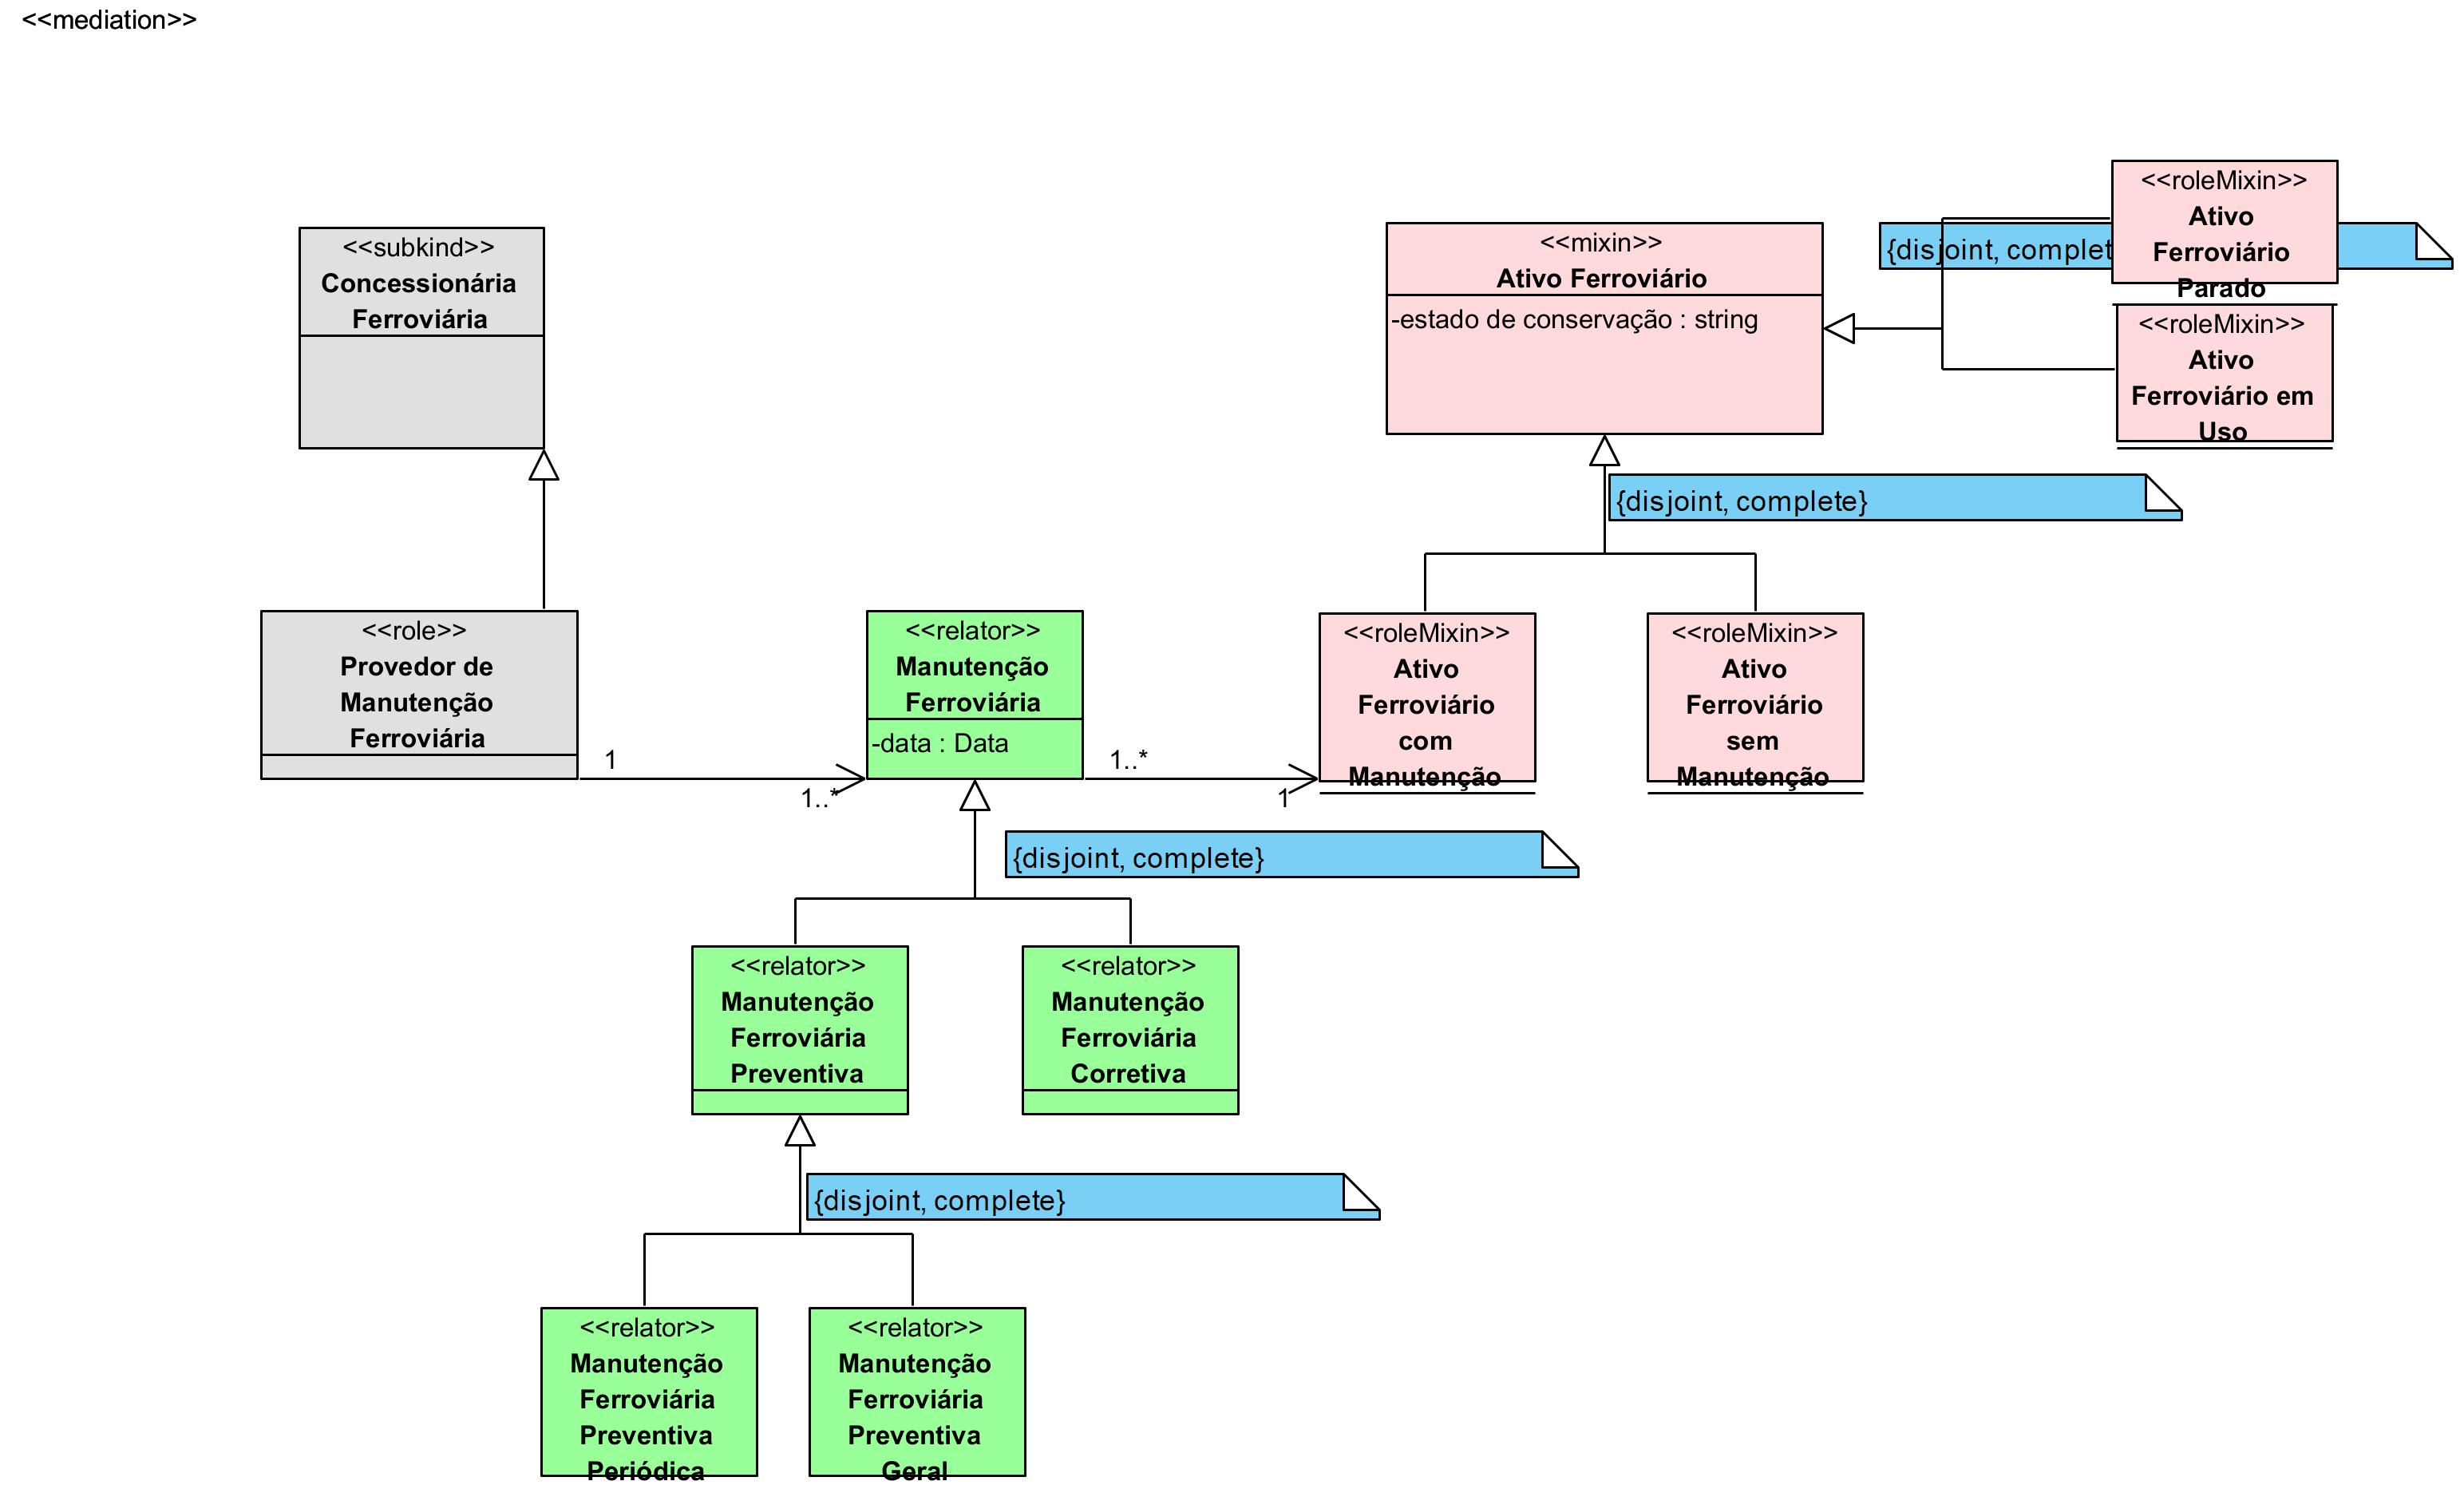 <<mediation>>
<<subkind>>
Concessionária
Ferroviária
<<mixin>>
Ativo Ferroviário
-estado de conservação : string
{disjoint, complet
<<roleMixin>>
Ativo
Ferroviário
Parado
<<roleMixin>>
Ativo
Ferroviário em
Uso
{disjoint, complete}
<<role>>
Provedor de
Manutenção
Ferroviária
1
1..*
<<relator>>
Manutenção
Ferroviária
-data : Data
1..*
1
<<roleMixin>>
Ativo
Ferroviário
com
Manutenção
<<roleMixin>>
Ativo
Ferroviário
sem
Manutenção
{disjoint, complete}
<<relator>>
Manutenção
Ferroviária
Preventiva
<<relator>>
Manutenção
Ferroviária
Corretiva
{disjoint, complete}
<<relator>>
Manutenção
Ferroviária
Preventiva
Periódica
<<relator>>
Manutenção
Ferroviária
Preventiva
Geral